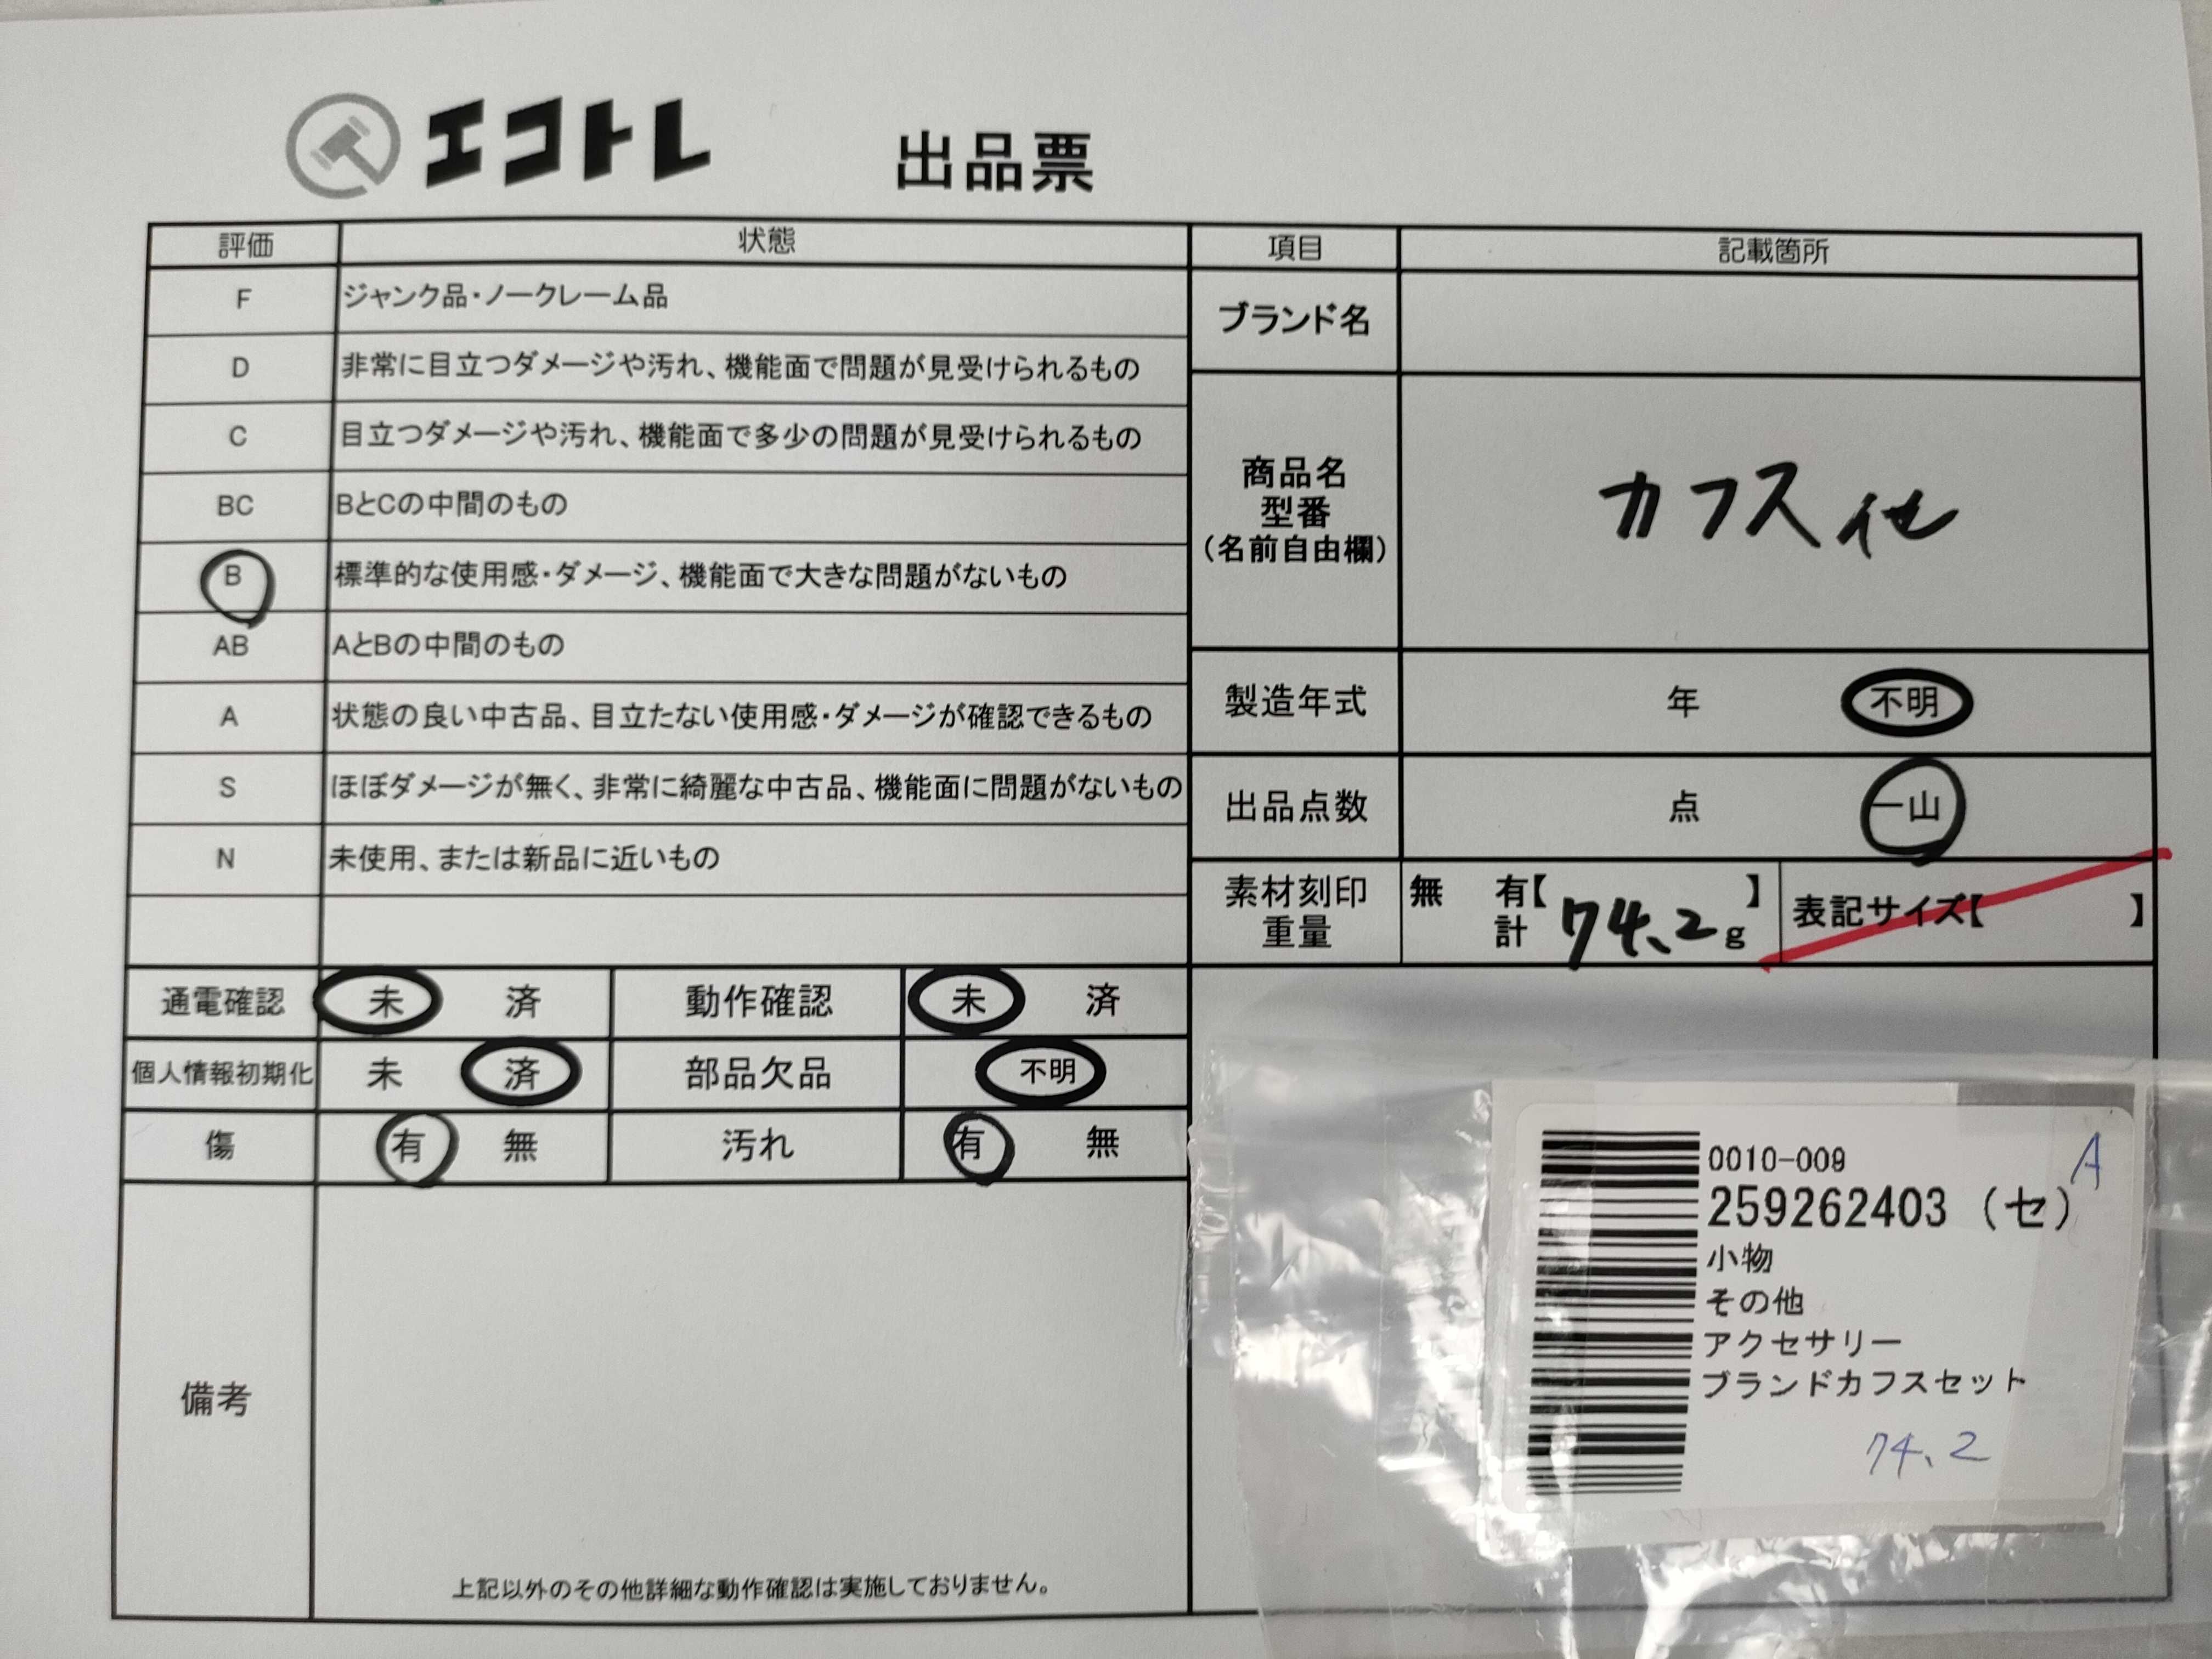 エコトレ 出品票
評価 状態
F ジャンク品・ノークレーム品
D 非常に目立つダメージや汚れ、機能面で問題が見受けられるもの
C 目立つダメージや汚れ、機能面で多少の問題が見受けられるもの
BC BとCの中間のもの
B 標準的な使用感・ダメージ、機能面で大きな問題がないもの
AB AとBの中間のもの
A 状態の良い中古品、目立たない使用感・ダメージが確認できるもの
S ほぼダメージが無く、非常に綺麗な中古品、機能面に問題がないもの
N 未使用、または新品に近いもの
通電確認 未 済 動作確認 未 済
個人情報初期化 未 済 部品欠品 不明
傷 有 無 汚れ 有 無
備考
上記以外のその他詳細な動作確認は実施しておりません。
項目 記載箇所
ブランド名
商品名
型番
（名前自由欄）
カフス他
製造年式 年 不明
出品点数 点 一山
素材刻印 無 有【 】
重量 計 74.2g
表記サイズ【 】
0010-009
A
259262403（セ）
小物
その他
アクセサリー
ブランドカフスセット
74.2